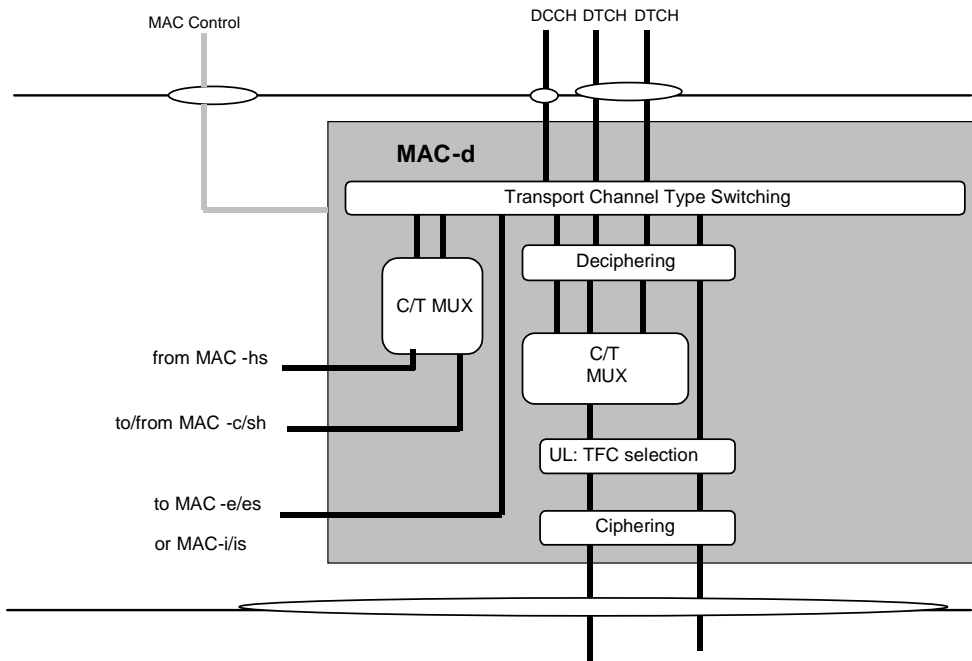 MAC Control
DCCH DTCH DTCH
MAC-d
Transport Channel Type Switching
Deciphering
C/T MUX
from MAC -hs
C/T
MUX
to/from MAC -c/sh
UL: TFC selection
to MAC -e/es
or MAC-i/is
Ciphering